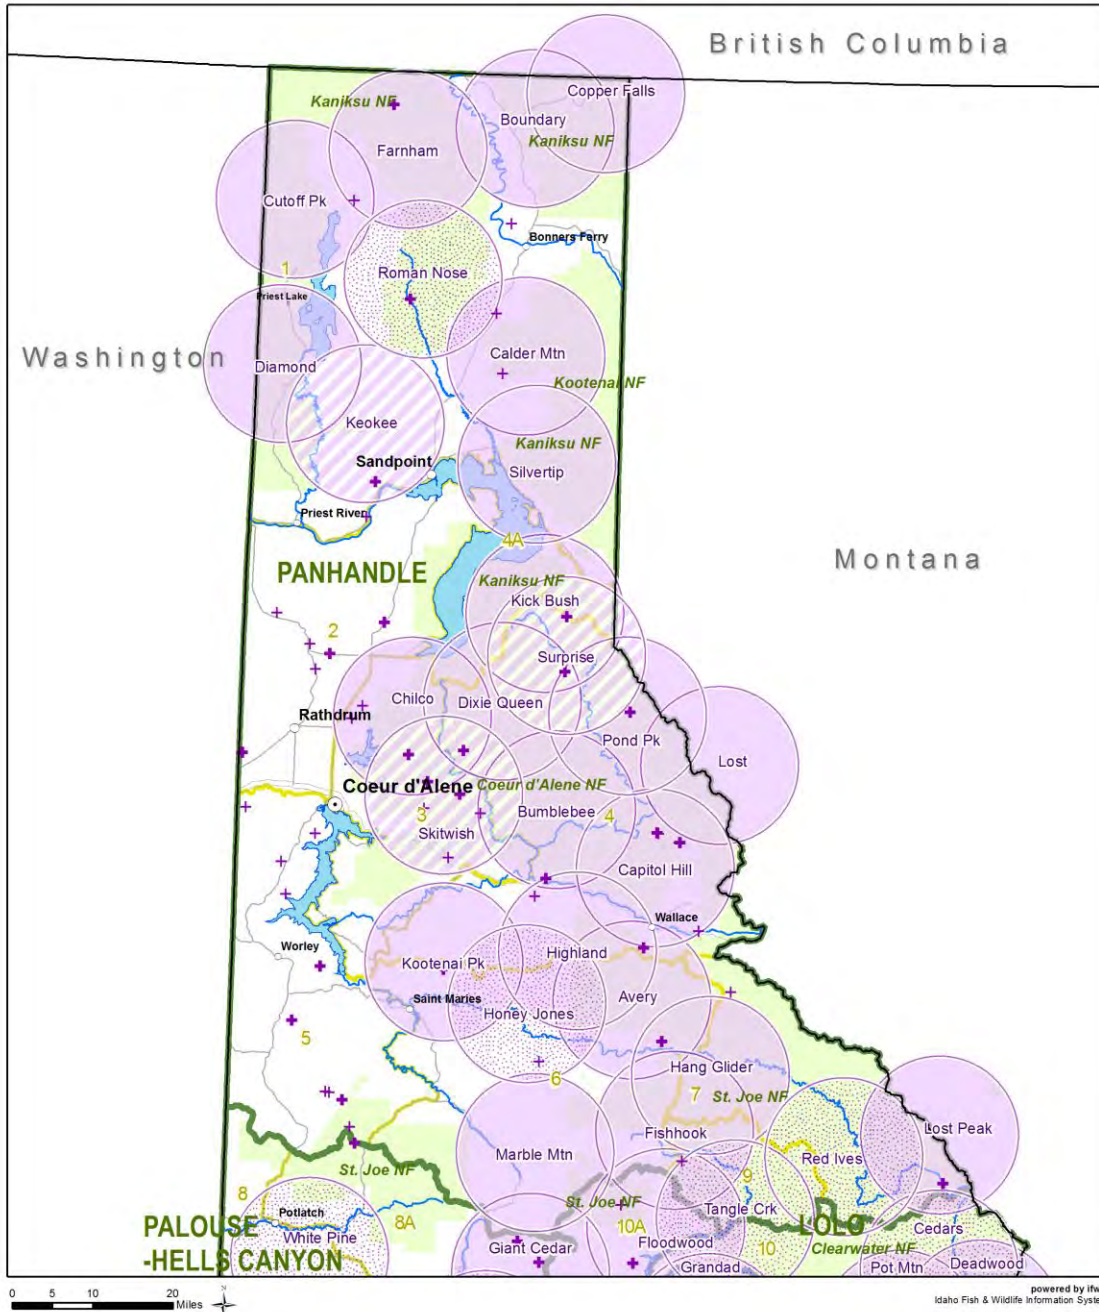 British Columbia
Copper Falls
Kaniksu NF
Boundary
Kaniksu NF
Farnham
Cutoff Pk
Bonners Ferry
1
Roman Nose
Priest Lake
Washington
Calder Mtn
Diamond
Kootenai NF
Keokee
Kaniksu NF
Sandpoint
Silvertip
Priest River
4A
Montana
PANHANDLE
Kaniksu NF
Kick Bush
2
Surprise
Chilco
Dixie Queen
Rathdrum
Pond Pk
Lost
Coeur d'Alene
Coeur d'Alene NF
Bumblebee
4
3
Skitwish
Capitol Hill
Wallace
Worley
Highland
Kootenai Pk
Saint Maries
Avery
Honey Jones
5
6
Hang Glider
7
St. Joe NF
Lost Peak
Fishhook
Marble Mtn
Red Ives
St. Joe NF
9
8
St. Joe NF
Tangle Crk
Potlatch
8A
10A
PALOUSE
LOLO
Cedars
White Pine
Giant Cedar
Floodwood
10
Clearwater NF
-HELLS CANYON
Grandad
Pot Mtn
Deadwood
0 5 10 20
Miles
powered by ifw
Idaho Fish & Wildlife Information Syste